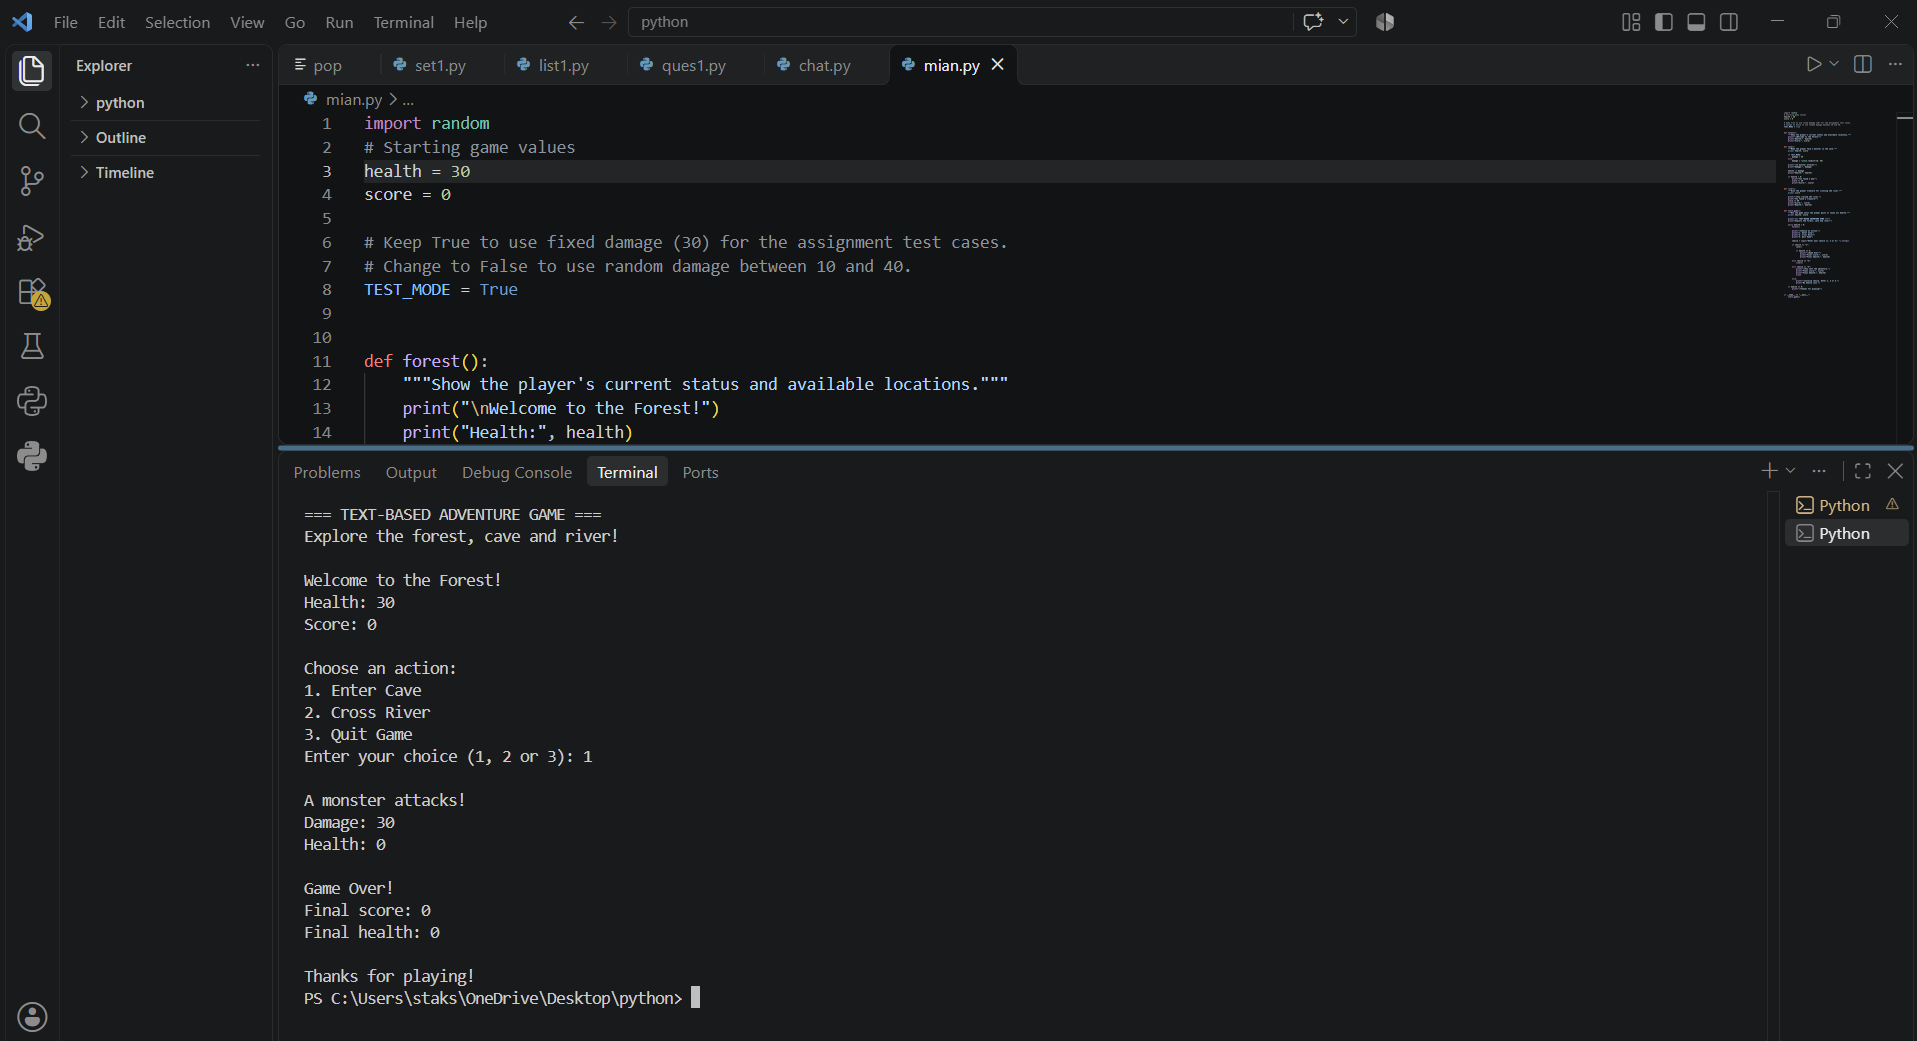 File Edit Selection View Go Run Terminal Help
python
Explorer
python
Outline
Timeline
pop set1.py list1.py ques1.py chat.py mian.py
mian.py > ...
1 import random
2 # Starting game values
3 health = 30
4 score = 0
5
6 # Keep True to use fixed damage (30) for the assignment test cases.
7 # Change to False to use random damage between 10 and 40.
8 TEST_MODE = True
9
10
11 def forest():
12 """Show the player's current status and available locations."""
13 print("\nWelcome to the Forest!")
14 print("Health:", health)
Problems Output Debug Console Terminal Ports
=== TEXT-BASED ADVENTURE GAME ===
Explore the forest, cave and river!
Welcome to the Forest!
Health: 30
Score: 0
Choose an action:
1. Enter Cave
2. Cross River
3. Quit Game
Enter your choice (1, 2 or 3): 1
A monster attacks!
Damage: 30
Health: 0
Game Over!
Final score: 0
Final health: 0
Thanks for playing!
PS C:\Users\staks\OneDrive\Desktop\python>
Python
Python